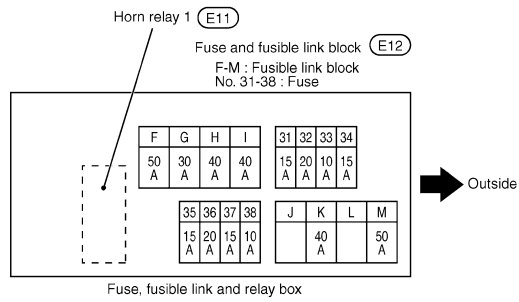 Horn relay 1 E11
Fuse and fusible link block E12
F-M : Fusible link block
No. 31-38 : Fuse
F G H I 31 32 33 34
50 A 30 A 40 A 40 A 15 A 20 A 10 A 15 A
Outside
35 36 37 38 J K L M
15 A 20 A 15 A 10 A 40 A 50 A
Fuse, fusible link and relay box